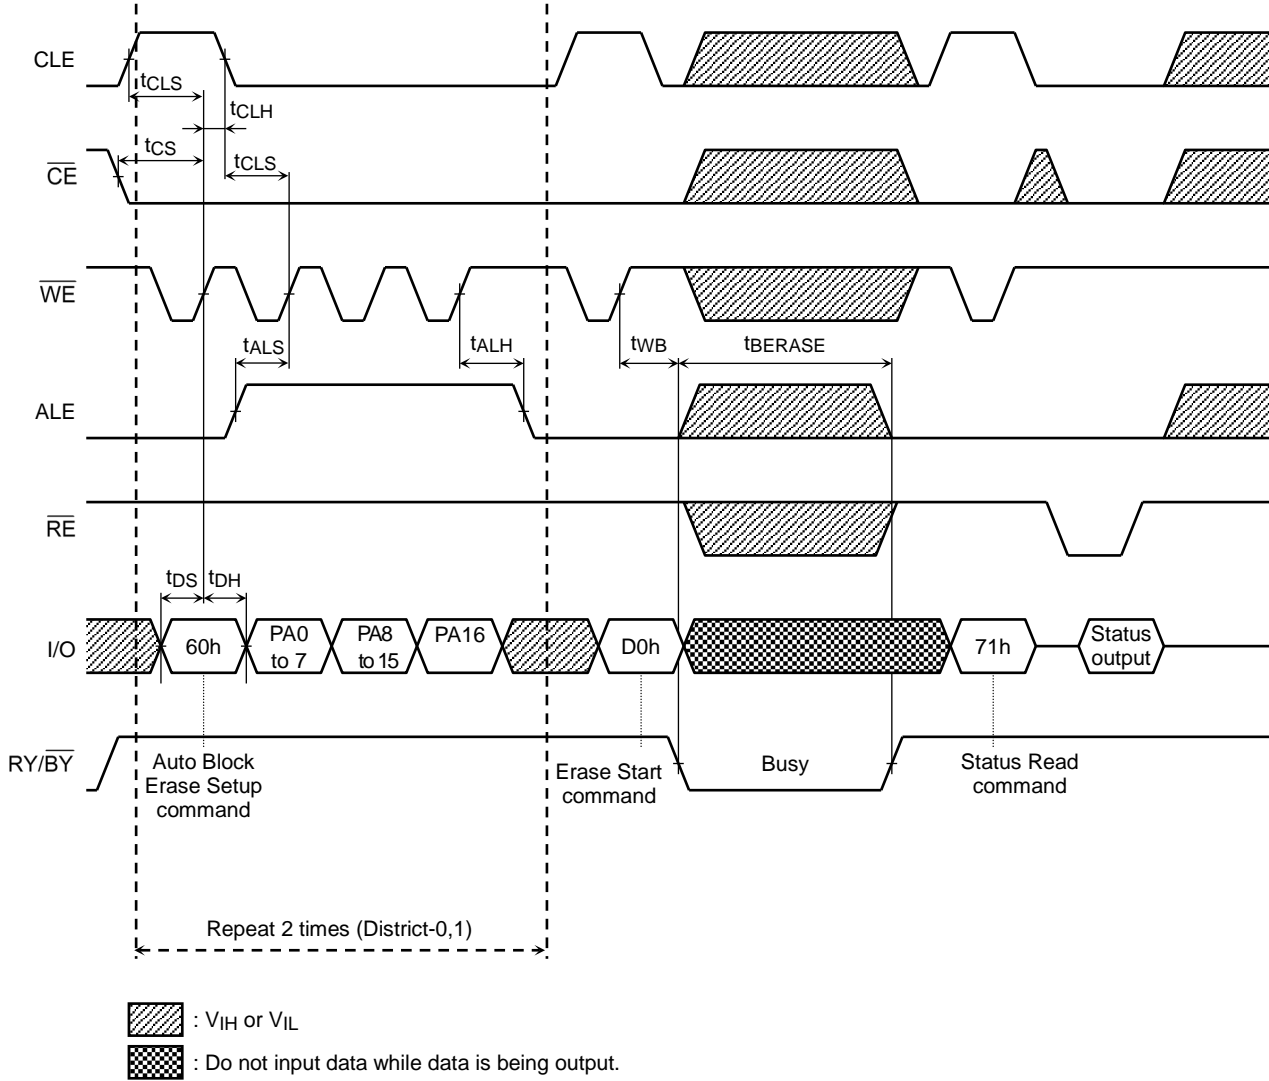 CLE
tCLS
tCLH
tCS
tCLS
CE
WE
tALS
tALH
tWB
tBERASE
ALE
RE
tDS
tDH
I/O
60h
PA0
to 7
PA8
to 15
PA16
D0h
71h
Status
output
RY/BY
Auto Block
Erase Setup
command
Erase Start
command
Busy
Status Read
command
Repeat 2 times (District-0,1)
: VIH or VIL
: Do not input data while data is being output.